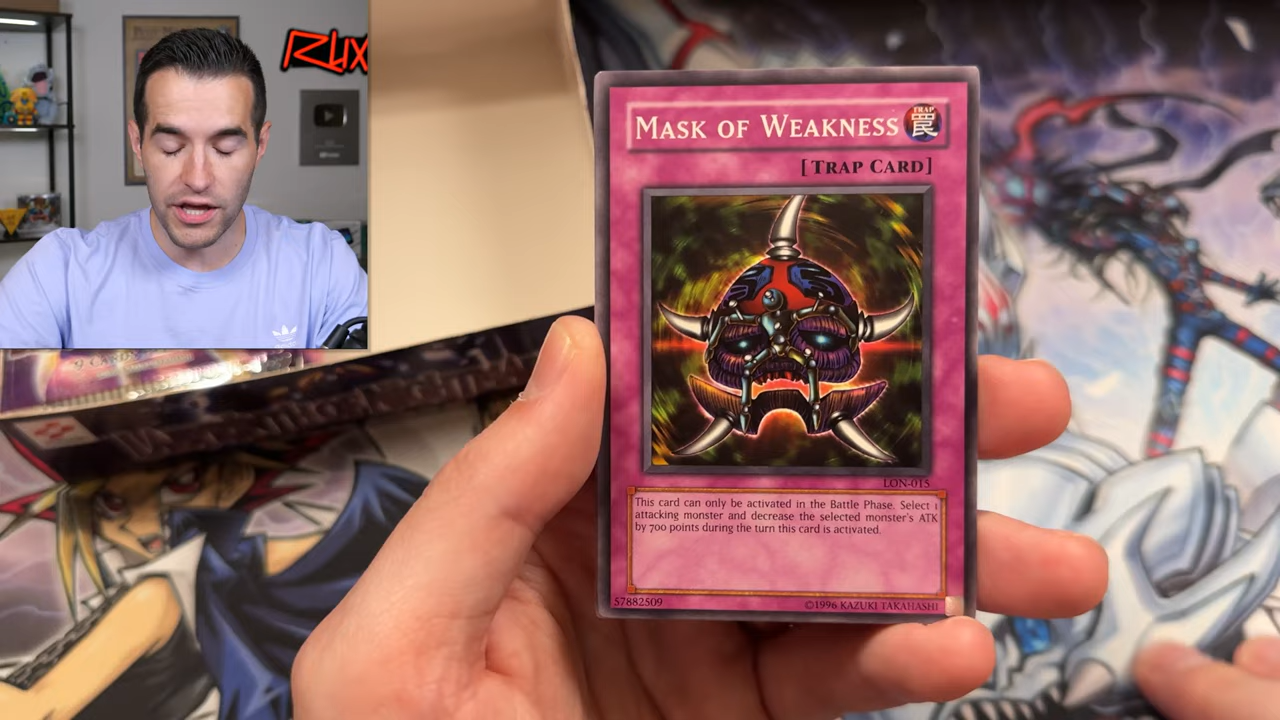 MASK OF WEAKNESS
TRAP
罠
[TRAP CARD]
LON-015
This card can only be activated in the Battle Phase. Select 1
attacking monster and decrease the selected monster's ATK
by 700 points during the turn this card is activated.
57882509
©1996 KAZUKI TAKAHASHI